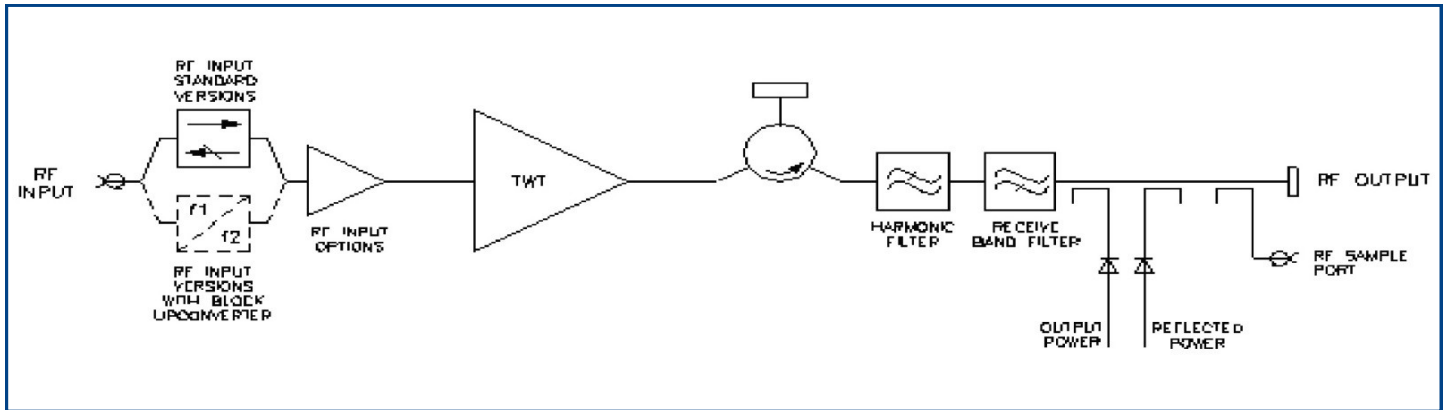 RF INPUT
STANDARD
VERSIONS
RF
INPUT
f1
f2
RF INPUT
VERSIONS
WITH BLOCK
UPCONVERTER
RF INPUT
OPTIONS
TWT
HARMONIC
FILTER
RECEIVE
BAND FILTER
OUTPUT
POWER
REFLECTED
POWER
RF OUTPUT
RF SAMPLE
PORT